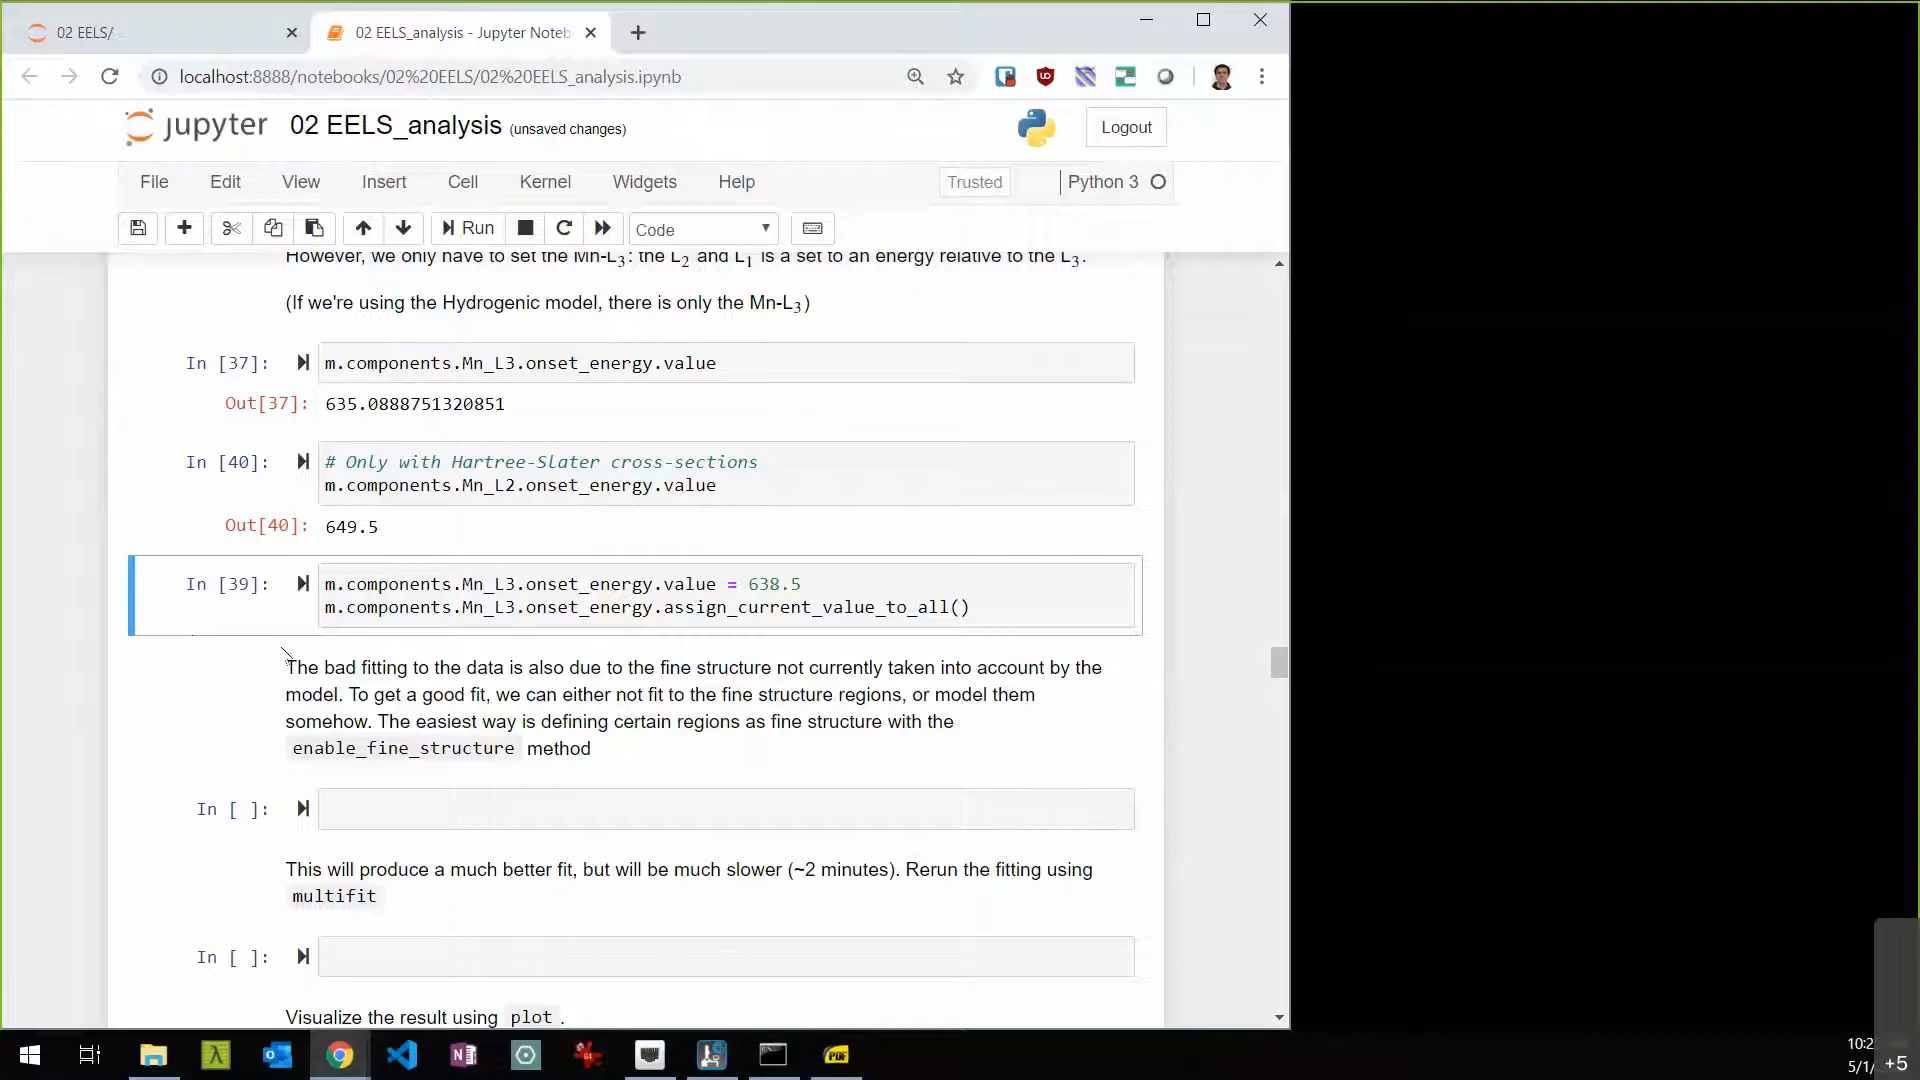 02 EELS/
02 EELS_analysis - Jupyter Noteb
localhost:8888/notebooks/02%20EELS/02%20EELS_analysis.ipynb
jupyter 02 EELS_analysis (unsaved changes)
Logout
File Edit View Insert Cell Kernel Widgets Help
Trusted
Python 3
Run
Code
However, we only have to set the Mn-L3: the L2 and L1 is a set to an energy relative to the L3.
(If we're using the Hydrogenic model, there is only the Mn-L3)
In [37]: m.components.Mn_L3.onset_energy.value
Out[37]: 635.0888751320851
In [40]: # Only with Hartree-Slater cross-sections
m.components.Mn_L2.onset_energy.value
Out[40]: 649.5
In [39]: m.components.Mn_L3.onset_energy.value = 638.5
m.components.Mn_L3.onset_energy.assign_current_value_to_all()
The bad fitting to the data is also due to the fine structure not currently taken into account by the
model. To get a good fit, we can either not fit to the fine structure regions, or model them
somehow. The easiest way is defining certain regions as fine structure with the
enable_fine_structure method
In [ ]:
This will produce a much better fit, but will be much slower (~2 minutes). Rerun the fitting using
multifit
In [ ]:
Visualize the result using plot .
10:2
5/1/
+5